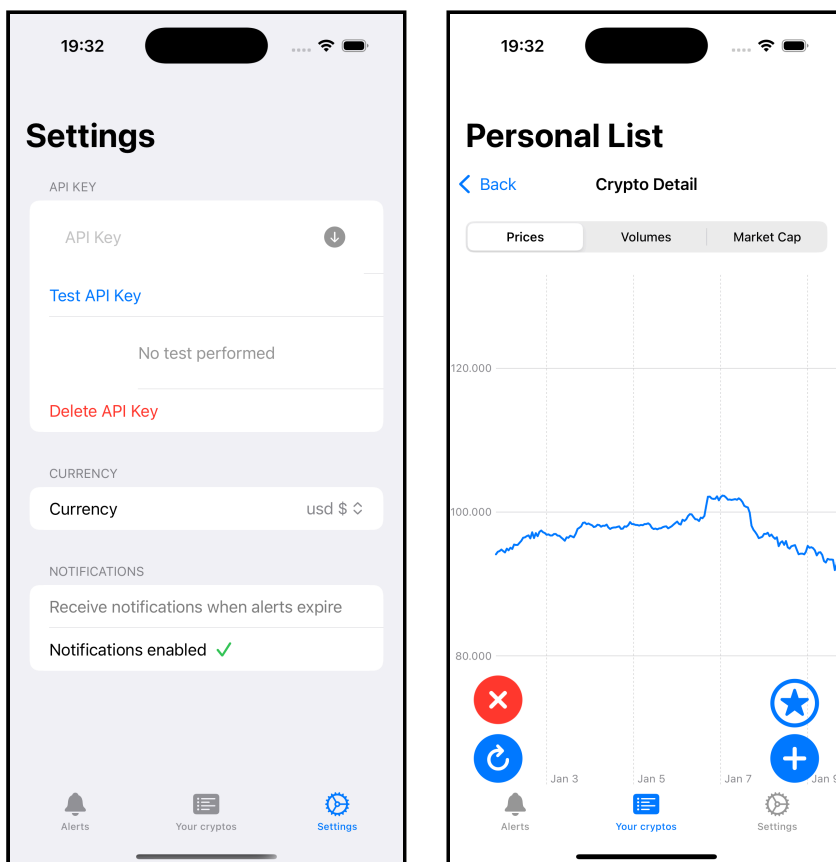 19:32
Settings
API KEY
API Key
Test API Key
No test performed
Delete API Key
CURRENCY
Currency
usd $
NOTIFICATIONS
Receive notifications when alerts expire
Notifications enabled
Alerts
Your cryptos
Settings
19:32
Personal List
Back
Crypto Detail
Prices
Volumes
Market Cap
120.000
100.000
80.000
Jan 3
Jan 5
Jan 7
Jan 9
Alerts
Your cryptos
Settings